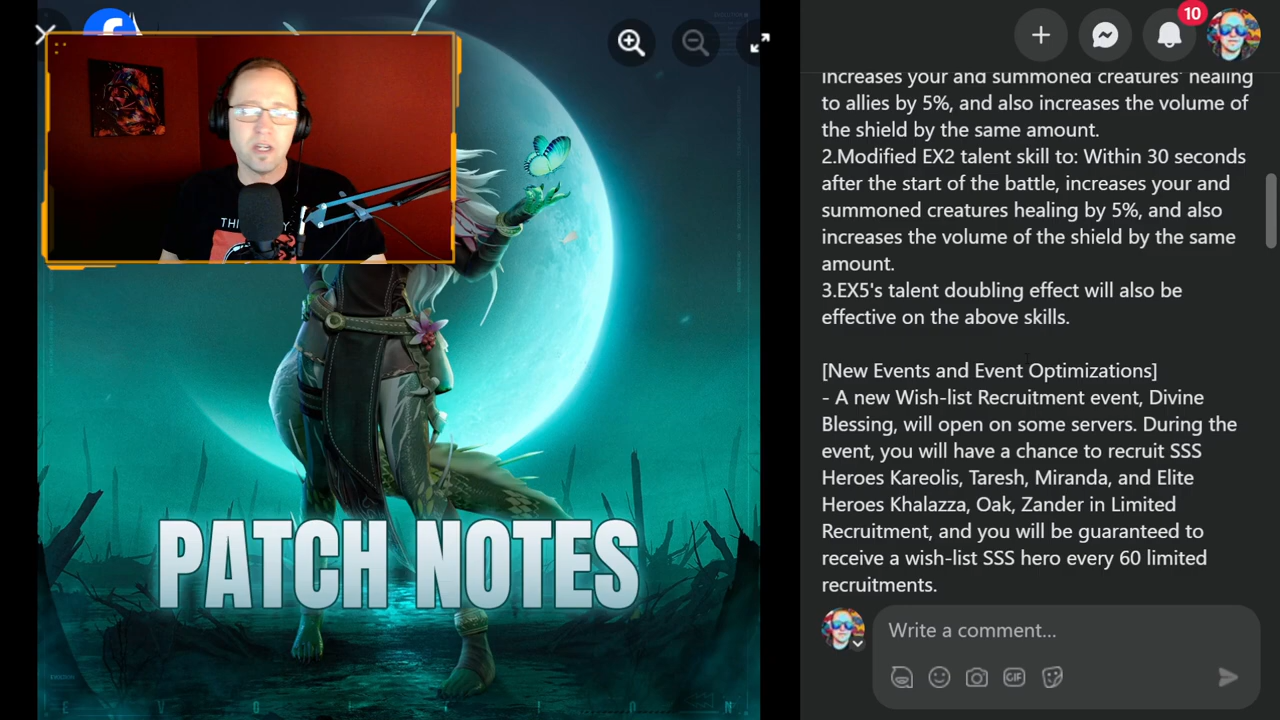 PATCH NOTES
10
increases your and summoned creatures' healing
to allies by 5%, and also increases the volume of
the shield by the same amount.
2.Modified EX2 talent skill to: Within 30 seconds
after the start of the battle, increases your and
summoned creatures healing by 5%, and also
increases the volume of the shield by the same
amount.
3.EX5's talent doubling effect will also be
effective on the above skills.
[New Events and Event Optimizations]
- A new Wish-list Recruitment event, Divine
Blessing, will open on some servers. During the
event, you will have a chance to recruit SSS
Heroes Kareolis, Taresh, Miranda, and Elite
Heroes Khalazza, Oak, Zander in Limited
Recruitment, and you will be guaranteed to
receive a wish-list SSS hero every 60 limited
recruitments.
Write a comment...
GIF